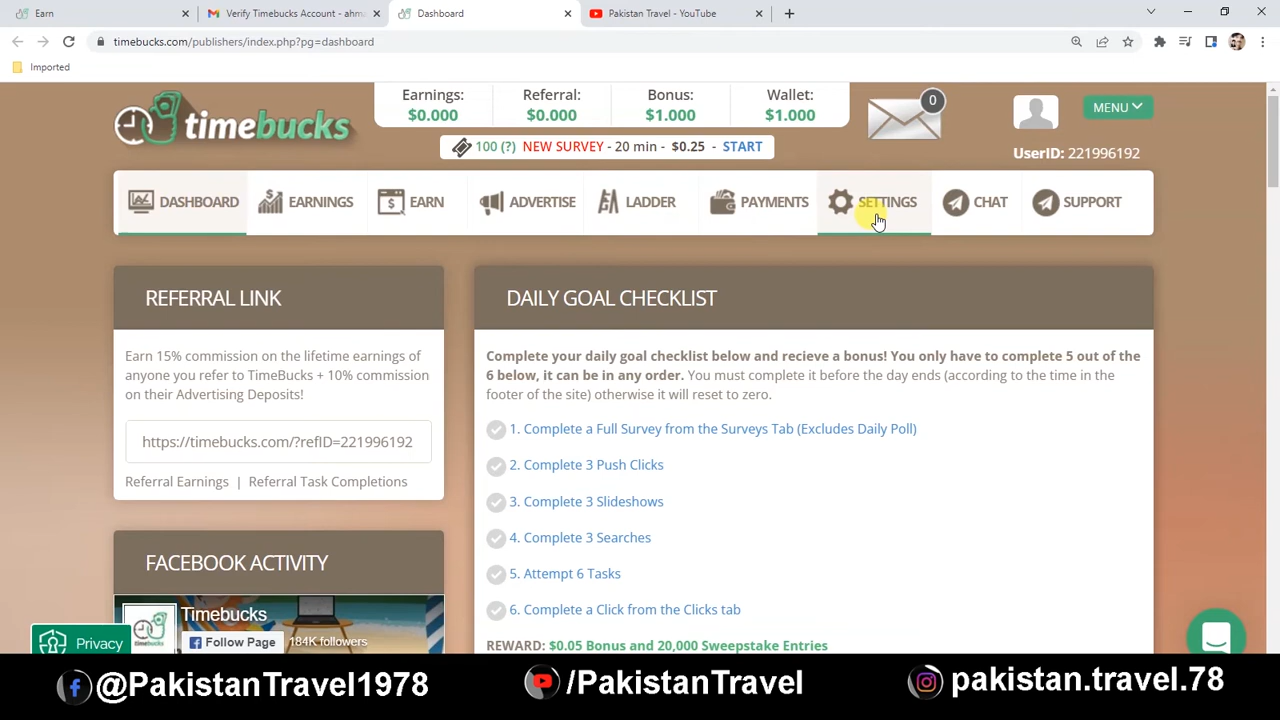 Earn
Verify Timebucks Account - ahma
Dashboard
Pakistan Travel - YouTube
timebucks.com/publishers/index.php?pg=dashboard
Imported
timebucks
Earnings: Referral: Bonus: Wallet:
$0.000 $0.000 $1.000 $1.000
0
MENU
100 (?) NEW SURVEY - 20 min - $0.25 - START
UserID: 221996192
DASHBOARD EARNINGS EARN ADVERTISE LADDER PAYMENTS SETTINGS CHAT SUPPORT
REFERRAL LINK
Earn 15% commission on the lifetime earnings of
anyone you refer to TimeBucks + 10% commission
on their Advertising Deposits!
https://timebucks.com/?refID=221996192
Referral Earnings | Referral Task Completions
FACEBOOK ACTIVITY
Timebucks
Follow Page 184K followers
timebucks
DAILY GOAL CHECKLIST
Complete your daily goal checklist below and recieve a bonus! You only have to complete 5 out of the
6 below, it can be in any order. You must complete it before the day ends (according to the time in the
footer of the site) otherwise it will reset to zero.
1. Complete a Full Survey from the Surveys Tab (Excludes Daily Poll)
2. Complete 3 Push Clicks
3. Complete 3 Slideshows
4. Complete 3 Searches
5. Attempt 6 Tasks
6. Complete a Click from the Clicks tab
REWARD: $0.05 Bonus and 20,000 Sweepstake Entries
Privacy
@PakistanTravel1978 /PakistanTravel pakistan.travel.78